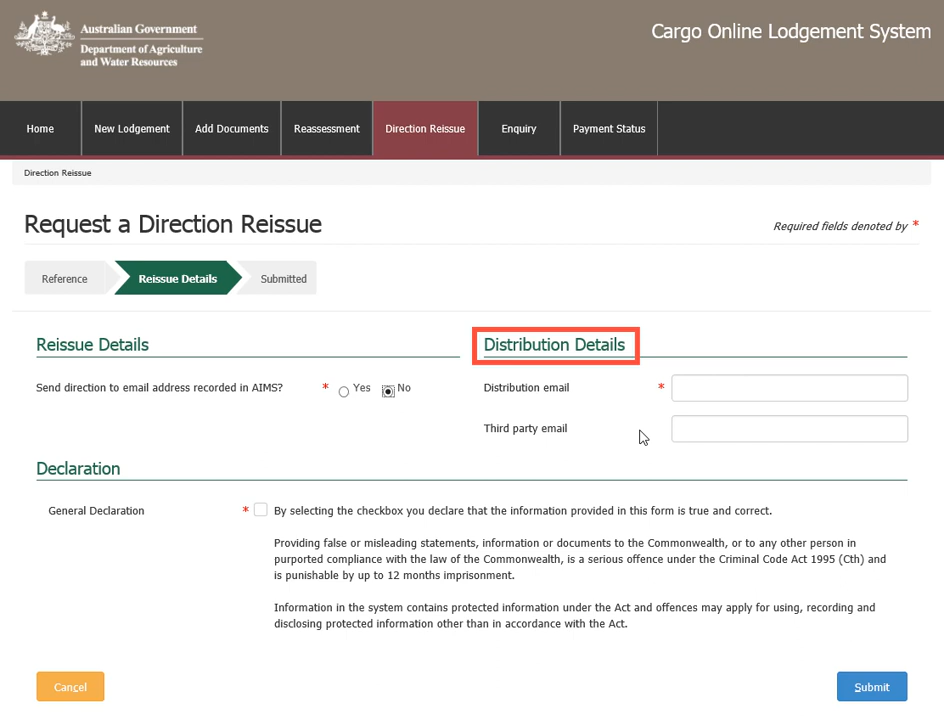 Australian Government
Department of Agriculture
and Water Resources
Cargo Online Lodgement System
Home
New Lodgement
Add Documents
Reassessment
Direction Reissue
Enquiry
Payment Status
Direction Reissue
Request a Direction Reissue
Required fields denoted by *
Reference
Reissue Details
Submitted
Reissue Details
Send direction to email address recorded in AIMS? * Yes No
Distribution Details
Distribution email *
Third party email
Declaration
General Declaration * By selecting the checkbox you declare that the information provided in this form is true and correct.
Providing false or misleading statements, information or documents to the Commonwealth, or to any other person in
purported compliance with the law of the Commonwealth, is a serious offence under the Criminal Code Act 1995 (Cth) and
is punishable by up to 12 months imprisonment.
Information in the system contains protected information under the Act and offences may apply for using, recording and
disclosing protected information other than in accordance with the Act.
Cancel
Submit